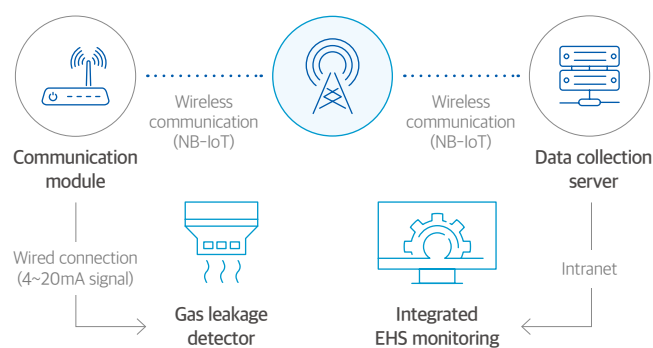 Wireless
communication
(NB-IoT)
Wireless
communication
(NB-IoT)
Communication
module
Data collection
server
Wired connection
(4~20mA signal)
Intranet
Gas leakage
detector
Integrated
EHS monitoring